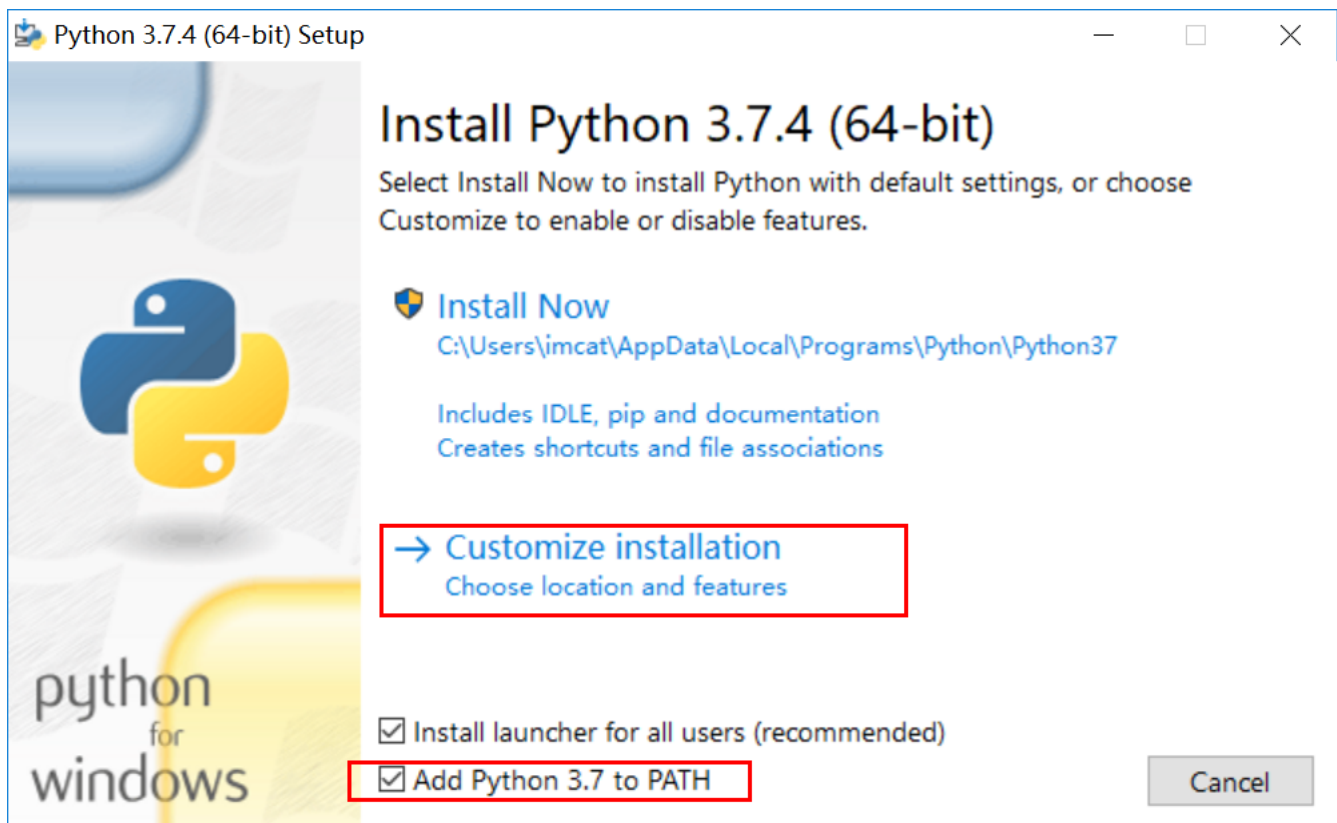 Python 3.7.4 (64-bit) Setup
Install Python 3.7.4 (64-bit)
Select Install Now to install Python with default settings, or choose
Customize to enable or disable features.
Install Now
C:\Users\imcat\AppData\Local\Programs\Python\Python37
Includes IDLE, pip and documentation
Creates shortcuts and file associations
Customize installation
Choose location and features
python
for
windows
Install launcher for all users (recommended)
Add Python 3.7 to PATH
Cancel